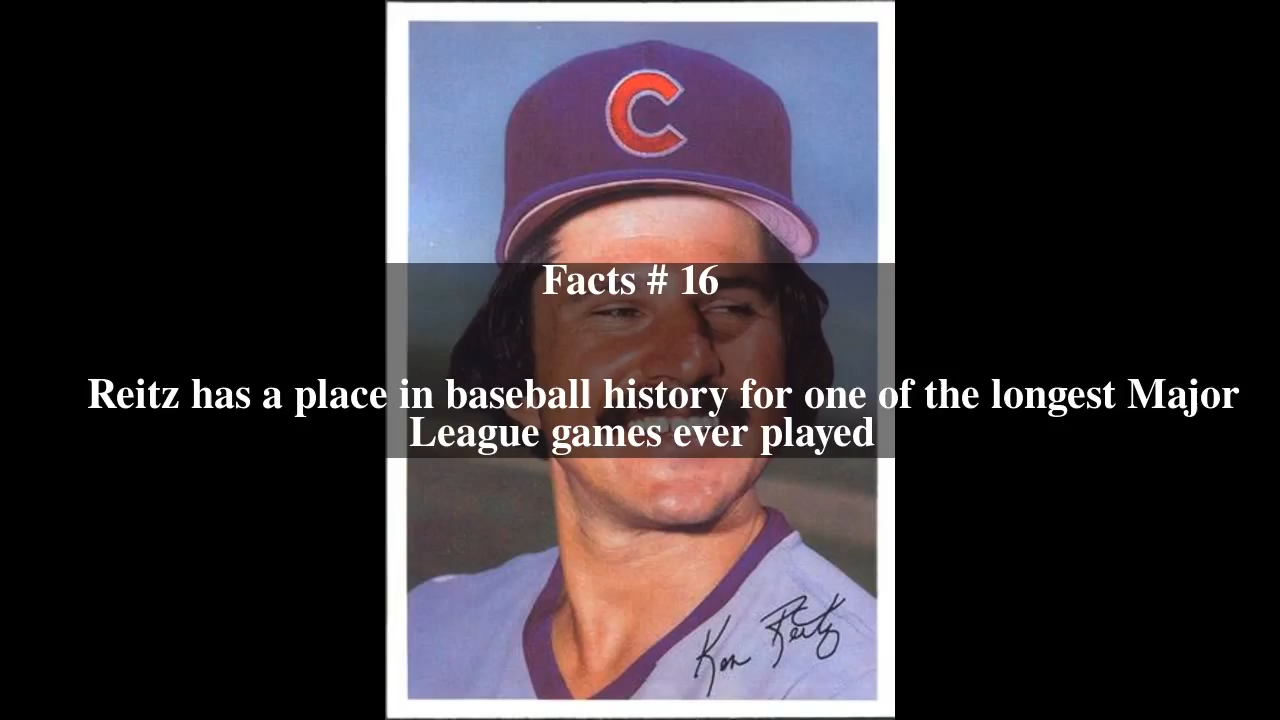 C
Facts # 16
Reitz has a place in baseball history for one of the longest Major
League games ever played
Ken Reitz